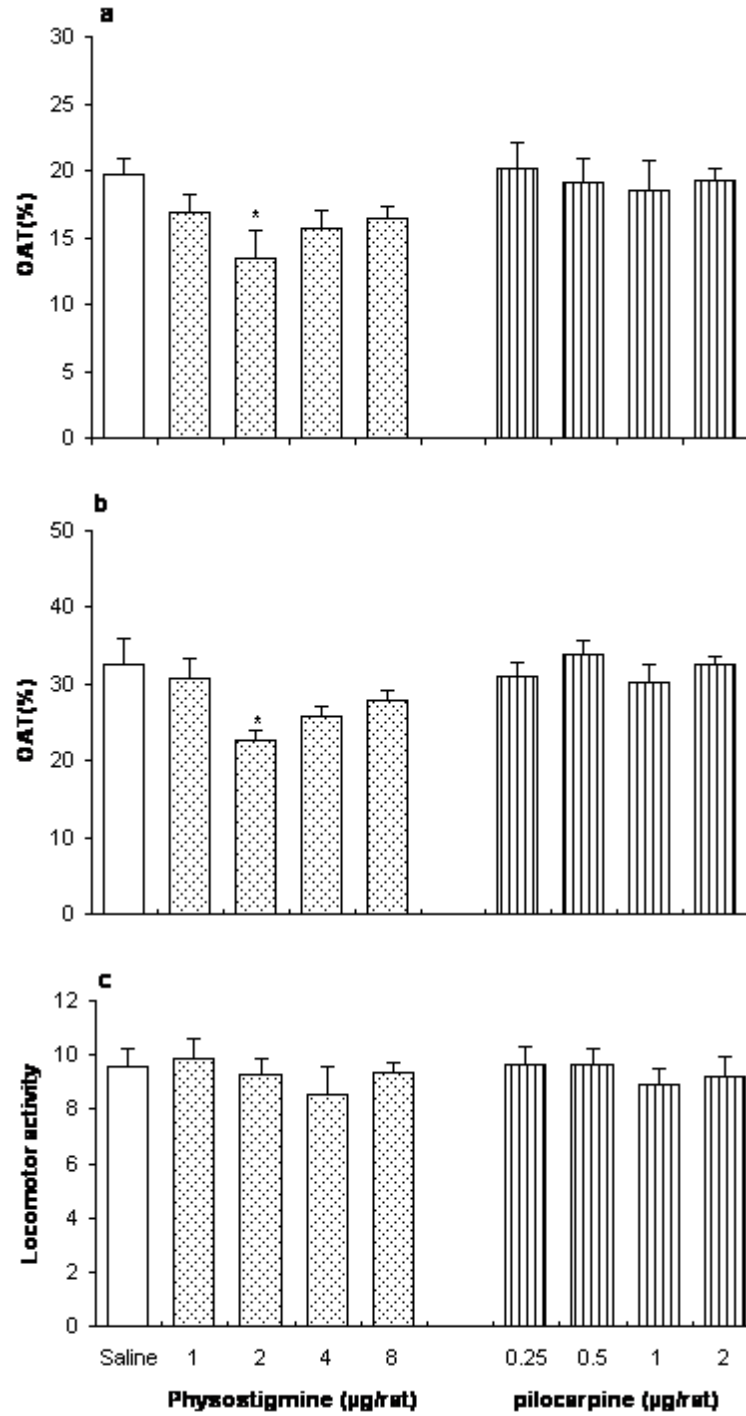 a
30
25
20
15
10
5
0
OAT(%)
*
b
50
40
30
20
10
0
OAT(%)
*
c
12
10
8
6
4
2
0
Locomotor activity
Saline 1 2 4 8 0.25 0.5 1 2
Physostigmine (µg/rat) pilocarpine (µg/rat)